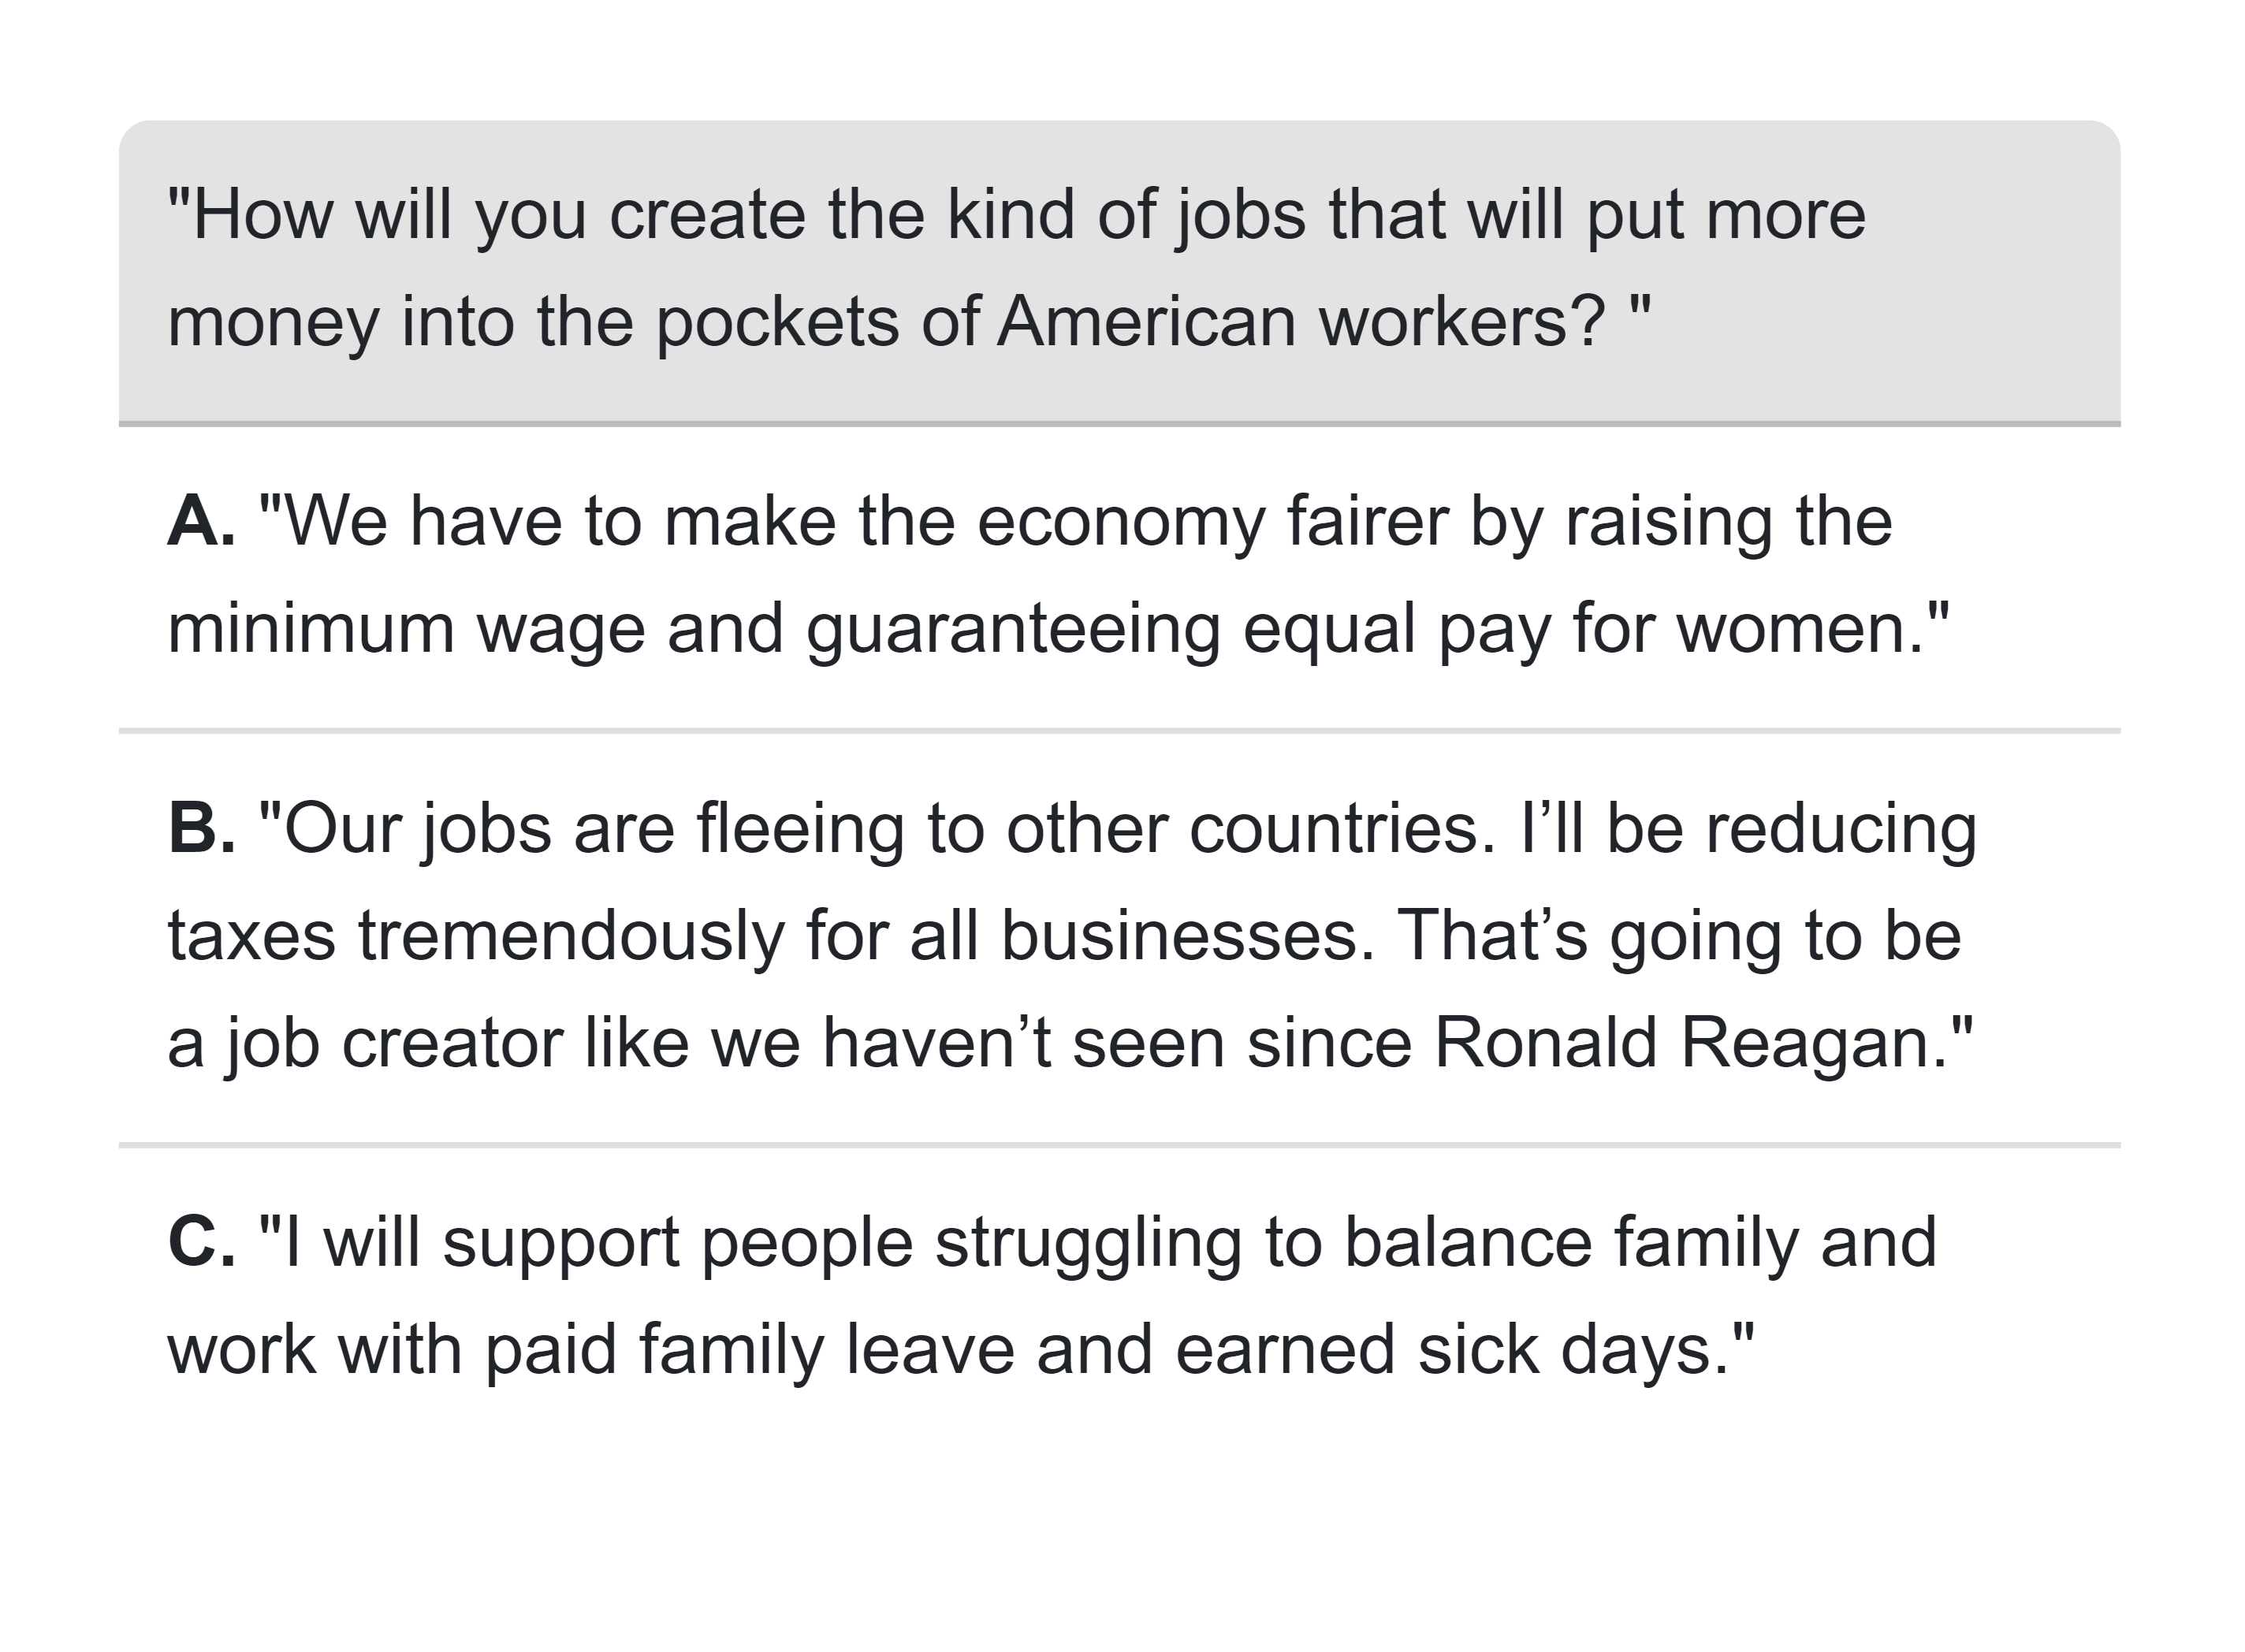 "How will you create the kind of jobs that will put more
money into the pockets of American workers? "
A. "We have to make the economy fairer by raising the
minimum wage and guaranteeing equal pay for women."
B. "Our jobs are fleeing to other countries. I’ll be reducing
taxes tremendously for all businesses. That’s going to be
a job creator like we haven’t seen since Ronald Reagan."
C. "I will support people struggling to balance family and
work with paid family leave and earned sick days."